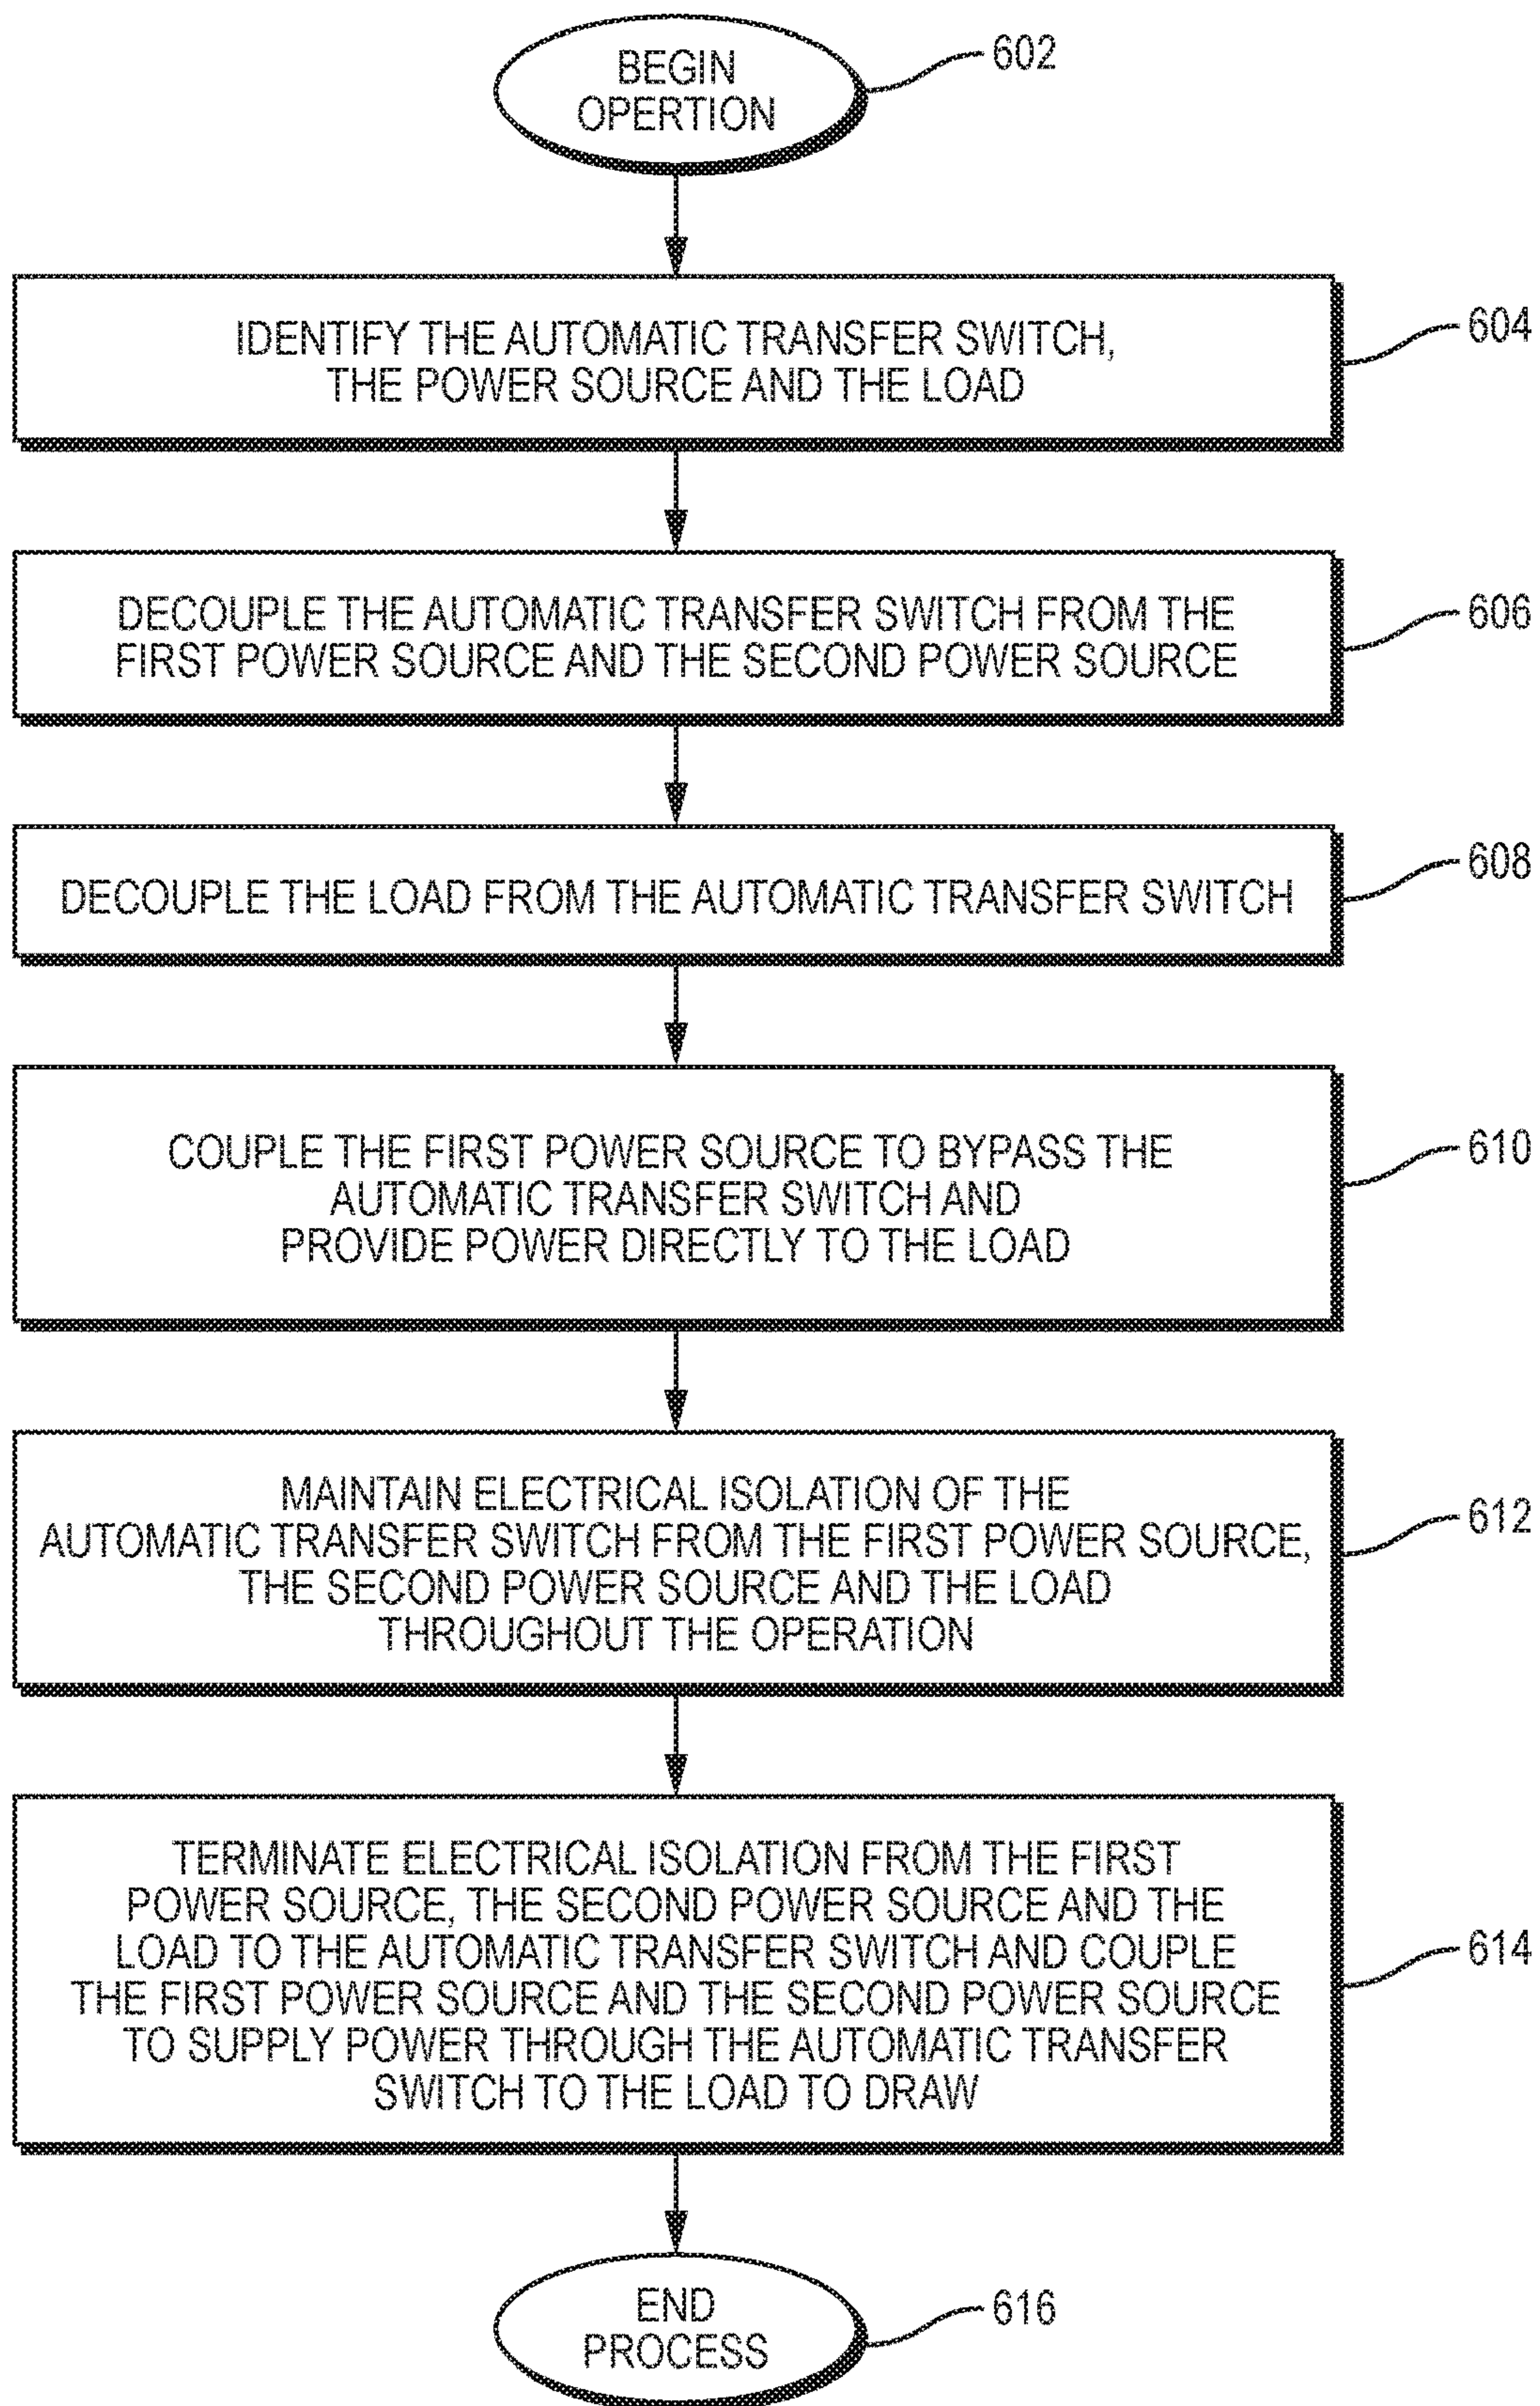 BEGIN
OPERTION
602
IDENTIFY THE AUTOMATIC TRANSFER SWITCH,
THE POWER SOURCE AND THE LOAD
604
DECOUPLE THE AUTOMATIC TRANSFER SWITCH FROM THE
FIRST POWER SOURCE AND THE SECOND POWER SOURCE
606
DECOUPLE THE LOAD FROM THE AUTOMATIC TRANSFER SWITCH
608
COUPLE THE FIRST POWER SOURCE TO BYPASS THE
AUTOMATIC TRANSFER SWITCH AND
PROVIDE POWER DIRECTLY TO THE LOAD
610
MAINTAIN ELECTRICAL ISOLATION OF THE
AUTOMATIC TRANSFER SWITCH FROM THE FIRST POWER SOURCE,
THE SECOND POWER SOURCE AND THE LOAD
THROUGHOUT THE OPERATION
612
TERMINATE ELECTRICAL ISOLATION FROM THE FIRST
POWER SOURCE, THE SECOND POWER SOURCE AND THE
LOAD TO THE AUTOMATIC TRANSFER SWITCH AND COUPLE
THE FIRST POWER SOURCE AND THE SECOND POWER SOURCE
TO SUPPLY POWER THROUGH THE AUTOMATIC TRANSFER
SWITCH TO THE LOAD TO DRAW
614
END
PROCESS
616